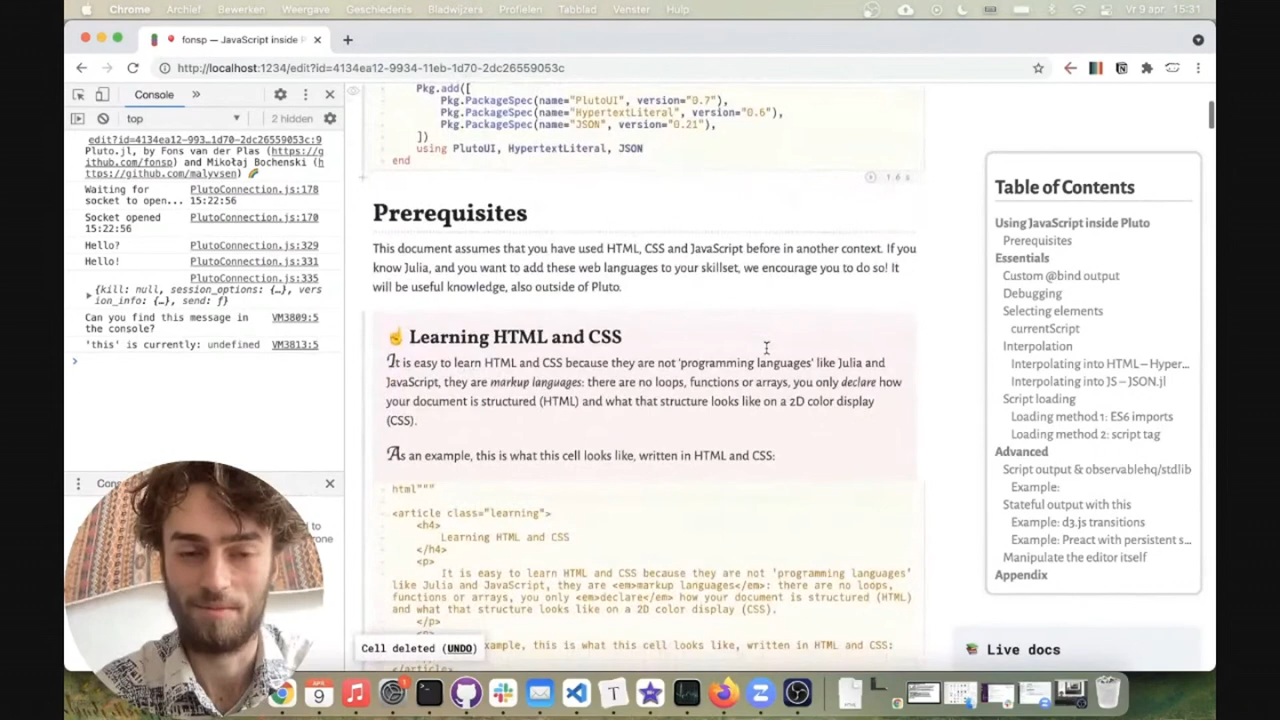 Chrome Archief Bewerken Weergave Geschiedenis Bladwijzers Profielen Tabblad Venster Help Vr 9 apr. 15:31
fonsp — JavaScript inside P
http://localhost:1234/edit?id=4134ea12-9934-11eb-1d70-2dc26559053c
Console
top
2 hidden
edit?id=4134ea12-993…1d70-2dc26559053c:9
Pluto.jl, by Fons van der Plas (https://g
ithub.com/fonsp) and Mikołaj Bochenski (h
ttps://github.com/malyvsen) 🌈
Waiting for PlutoConnection.js:178
socket to open... 15:22:56
Socket opened PlutoConnection.js:170
15:22:56
Hello? PlutoConnection.js:329
Hello! PlutoConnection.js:331
PlutoConnection.js:335
{kill: null, session_options: {…}, vers
ion_info: {…}, send: ƒ}
Can you find this message in VM3809:5
the console?
'this' is currently: undefined VM3813:5
Pkg.add([
Pkg.PackageSpec(name="PlutoUI", version="0.7"),
Pkg.PackageSpec(name="HypertextLiteral", version="0.6"),
Pkg.PackageSpec(name="JSON", version="0.21"),
])
using PlutoUI, HypertextLiteral, JSON
end
1.6 s
Prerequisites
This document assumes that you have used HTML, CSS and JavaScript before in another context. If you
know Julia, and you want to add these web languages to your skillset, we encourage you to do so! It
will be useful knowledge, also outside of Pluto.
☝ Learning HTML and CSS
It is easy to learn HTML and CSS because they are not 'programming languages' like Julia and
JavaScript, they are markup languages: there are no loops, functions or arrays, you only declare how
your document is structured (HTML) and what that structure looks like on a 2D color display
(CSS).
As an example, this is what this cell looks like, written in HTML and CSS:
html"""
<article class="learning">
<h4>
Learning HTML and CSS
</h4>
<p>
It is easy to learn HTML and CSS because they are not 'programming languages'
like Julia and JavaScript, they are <em>markup languages</em>: there are no loops,
functions or arrays, you only <em>declare</em> how your document is structured (HTML)
and what that structure looks like on a 2D color display (CSS).
</p>
<p>
example, this is what this cell looks like, written in HTML and CSS:
</article>
Cell deleted (UNDO)
Table of Contents
Using JavaScript inside Pluto
Prerequisites
Essentials
Custom @bind output
Debugging
Selecting elements
currentScript
Interpolation
Interpolating into HTML – Hyper...
Interpolating into JS – JSON.jl
Script loading
Loading method 1: ES6 imports
Loading method 2: script tag
Advanced
Script output & observablehq/stdlib
Example:
Stateful output with this
Example: d3.js transitions
Example: Preact with persistent s...
Manipulate the editor itself
Appendix
📚 Live docs